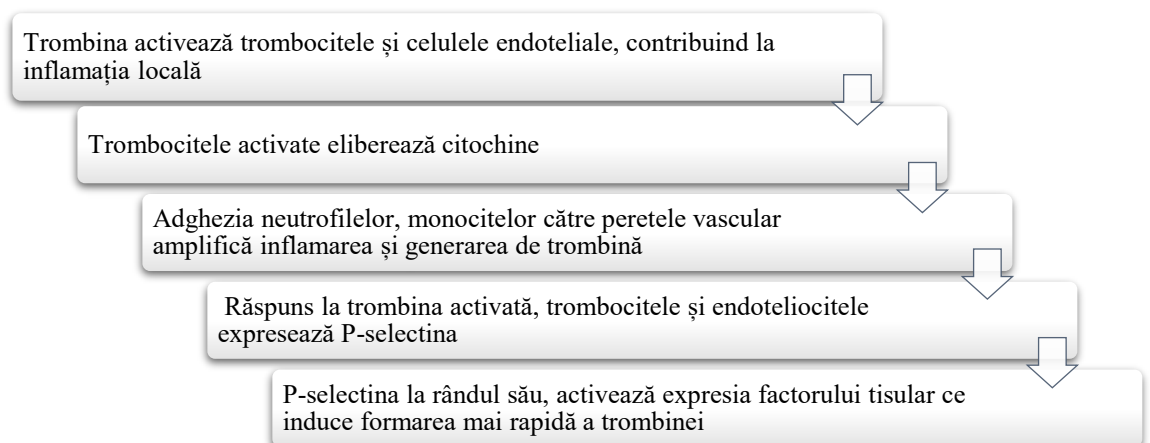 Trombina activează trombocitele și celulele endoteliale, contribuind la
inflamația locală
Trombocitele activate eliberează citochine
Adghezia neutrofilelor, monocitelor către peretele vascular
amplifică inflamarea și generarea de trombină
Răspuns la trombina activată, trombocitele și endoteliocitele
expresează P-selectina
P-selectina la rândul său, activează expresia factorului tisular ce
induce formarea mai rapidă a trombinei